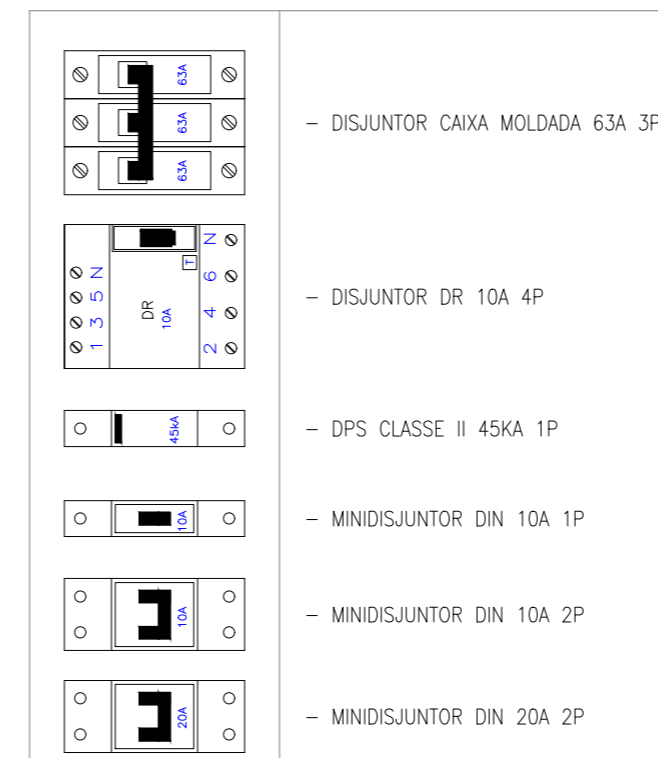 63A
63A
63A
- DISJUNTOR CAIXA MOLDADA 63A 3P
N
T
N
6
5
DR
10A
4
3
1
2
- DISJUNTOR DR 10A 4P
45kA
- DPS CLASSE II 45KA 1P
10A
- MINIDISJUNTOR DIN 10A 1P
10A
- MINIDISJUNTOR DIN 10A 2P
20A
- MINIDISJUNTOR DIN 20A 2P